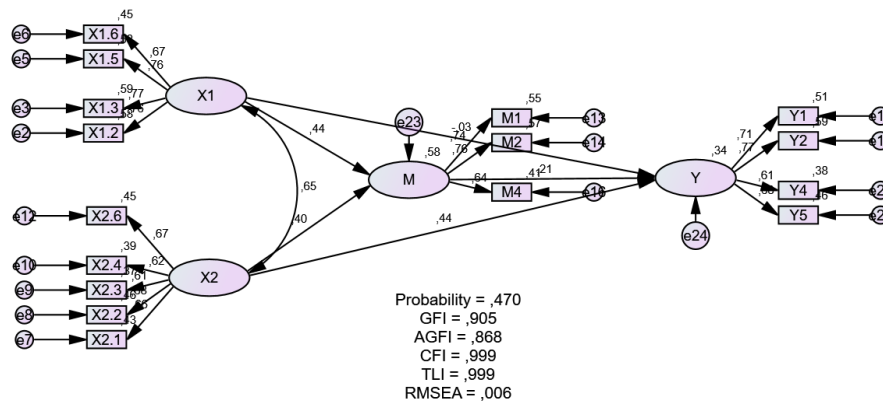 e6 X1.6 ,45
,67
e5 X1.5
,76
X1
e3 X1.3 ,59 ,77
e2 X1.2
,44
,65
e23
,58
M
-,03
,74
,76
,64
M1 ,55 e13
M2 ,57 e14
M4 ,41 e16
,21
,40
,44
,34
Y
e24
,71
,77
,61
Y1 ,51
Y2 ,59
Y4 ,38
Y5
e12 X2.6 ,45
,67
X2
e10 X2.4 ,39 ,62
e9 X2.3 ,61
e8 X2.2
e7 X2.1
Probability = ,470
GFI = ,905
AGFI = ,868
CFI = ,999
TLI = ,999
RMSEA = ,006